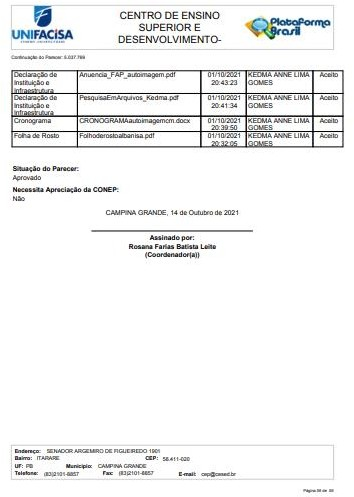 UNIFACISA
CENTRO UNIVERSITÁRIO
CENTRO DE ENSINO
SUPERIOR E
DESENVOLVIMENTO-
Plataforma
Brasil
Continuação do Parecer: 5.037.766
Declaração de Instituição e Infraestrutura Anuencia_FAP_autoimagem.pdf 01/10/2021 20:43:23 KEDMA ANNE LIMA GOMES Aceito
Declaração de Instituição e Infraestrutura PesquisaEmArquivos_Kedma.pdf 01/10/2021 20:41:34 KEDMA ANNE LIMA GOMES Aceito
Cronograma CRONOGRAMAautoimagemcm.docx 01/10/2021 20:39:50 KEDMA ANNE LIMA GOMES Aceito
Folha de Rosto Folhoderostoalbanisa.pdf 01/10/2021 20:32:05 KEDMA ANNE LIMA GOMES Aceito
Situação do Parecer:
Aprovado
Necessita Apreciação da CONEP:
Não
CAMPINA GRANDE, 14 de Outubro de 2021
Assinado por:
Rosana Farias Batista Leite
(Coordenador(a))
Endereço: SENADOR ARGEMIRO DE FIGUEIREDO 1901
Bairro: ITARARE CEP: 58.411-020
UF: PB Município: CAMPINA GRANDE
Telefone: (83)2101-8857 Fax: (83)2101-8857 E-mail: cep@cesed.br